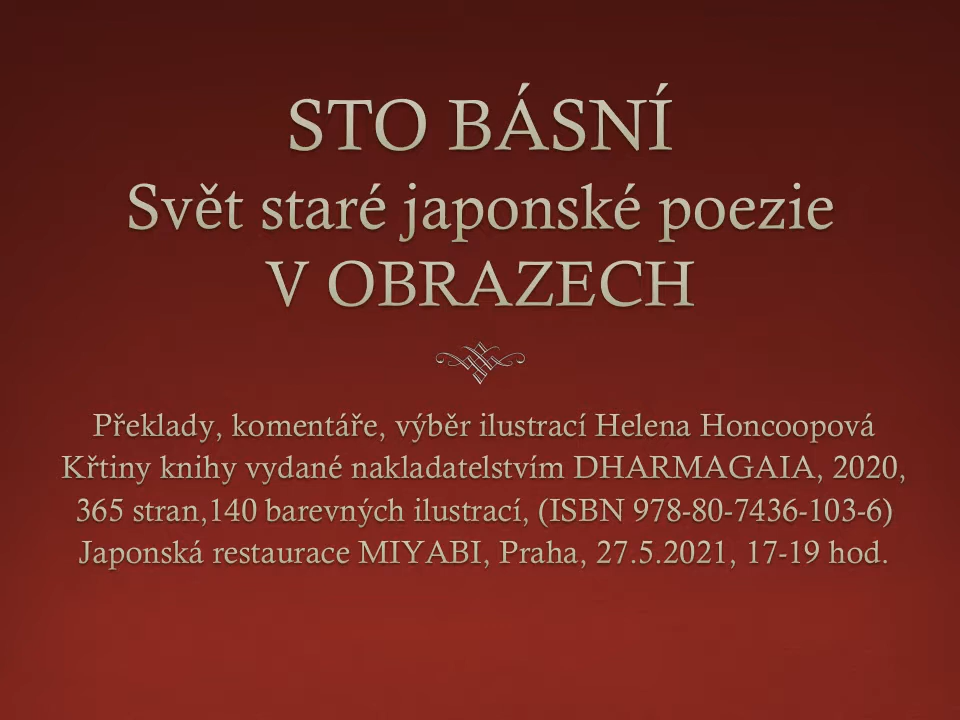 STO BÁSNÍ
Svět staré japonské poezie
V OBRAZECH
Překlady, komentáře, výběr ilustrací Helena Honcoopová
Křtiny knihy vydané nakladatelstvím DHARMAGAIA, 2020,
365 stran,140 barevných ilustrací, (ISBN 978-80-7436-103-6)
Japonská restaurace MIYABI, Praha, 27.5.2021, 17-19 hod.